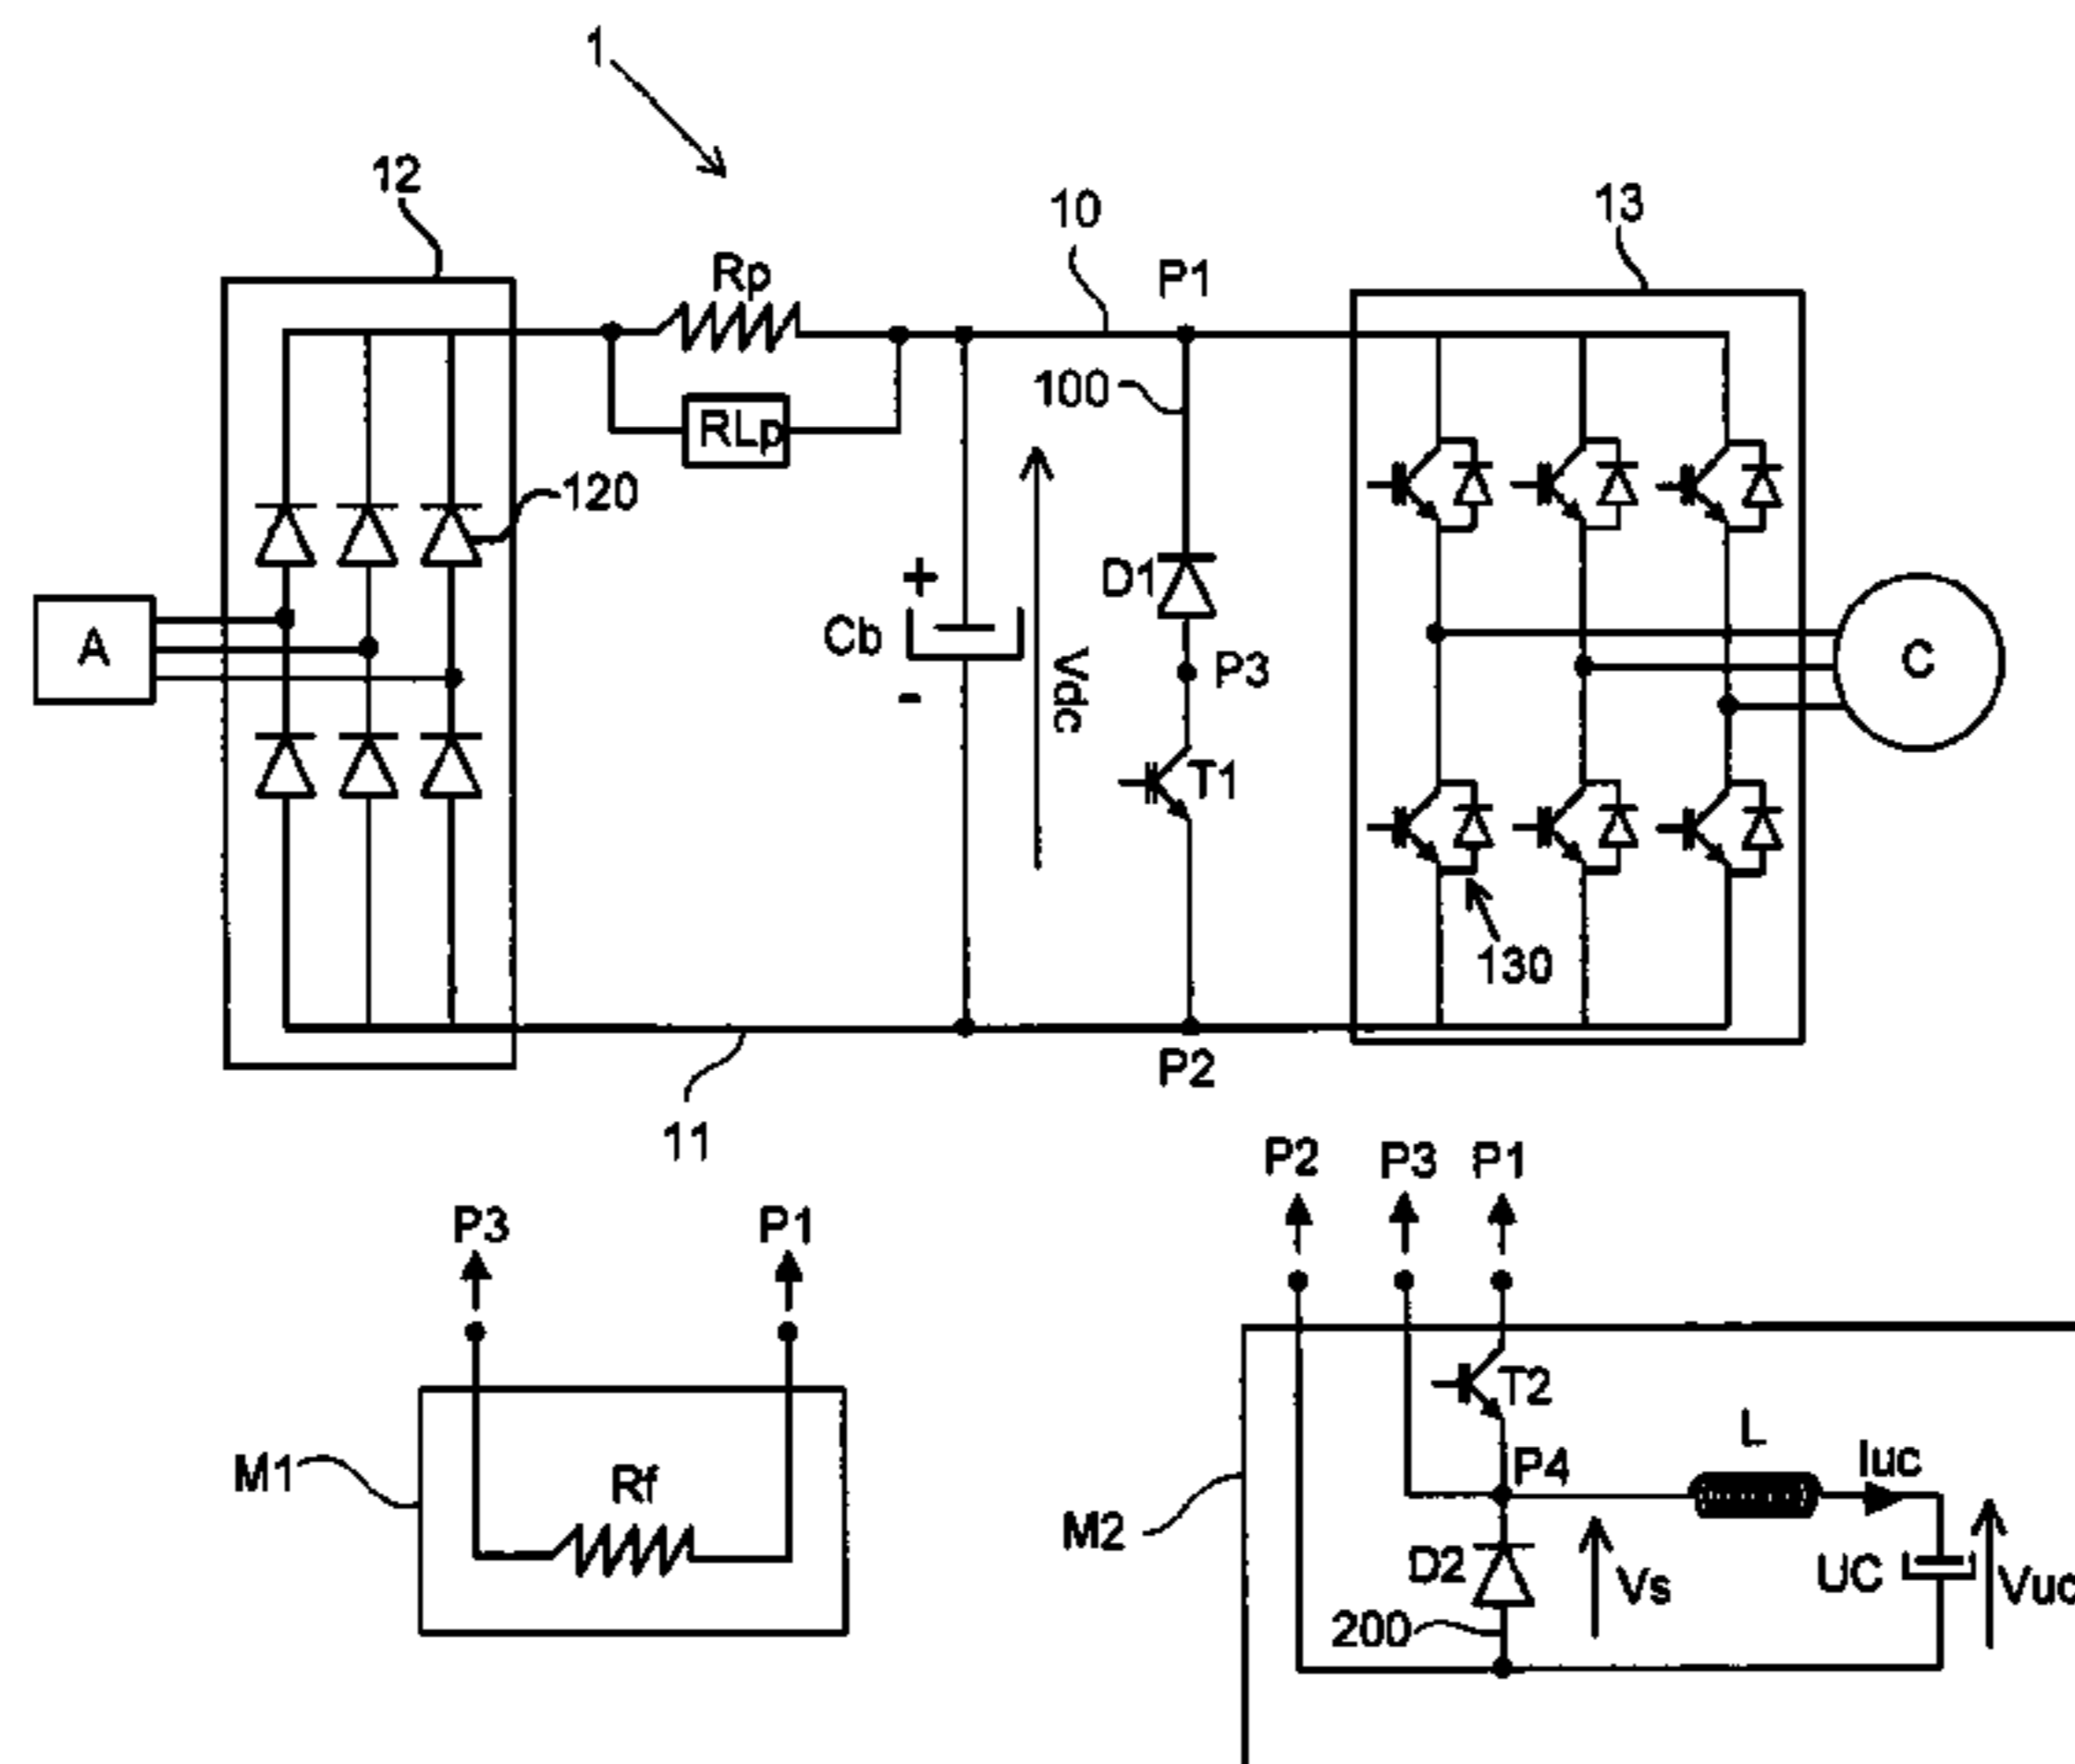 1
12
10
13
Rp
P1
100
RLp
120
D1
+
A
Cb
Vdc
P3
C
-
T1
130
P2
11
P2 P3 P1
P3 P1
T2
L
M1
Rf
P4
Iuc
M2
D2
Vs
UC
Vuc
200